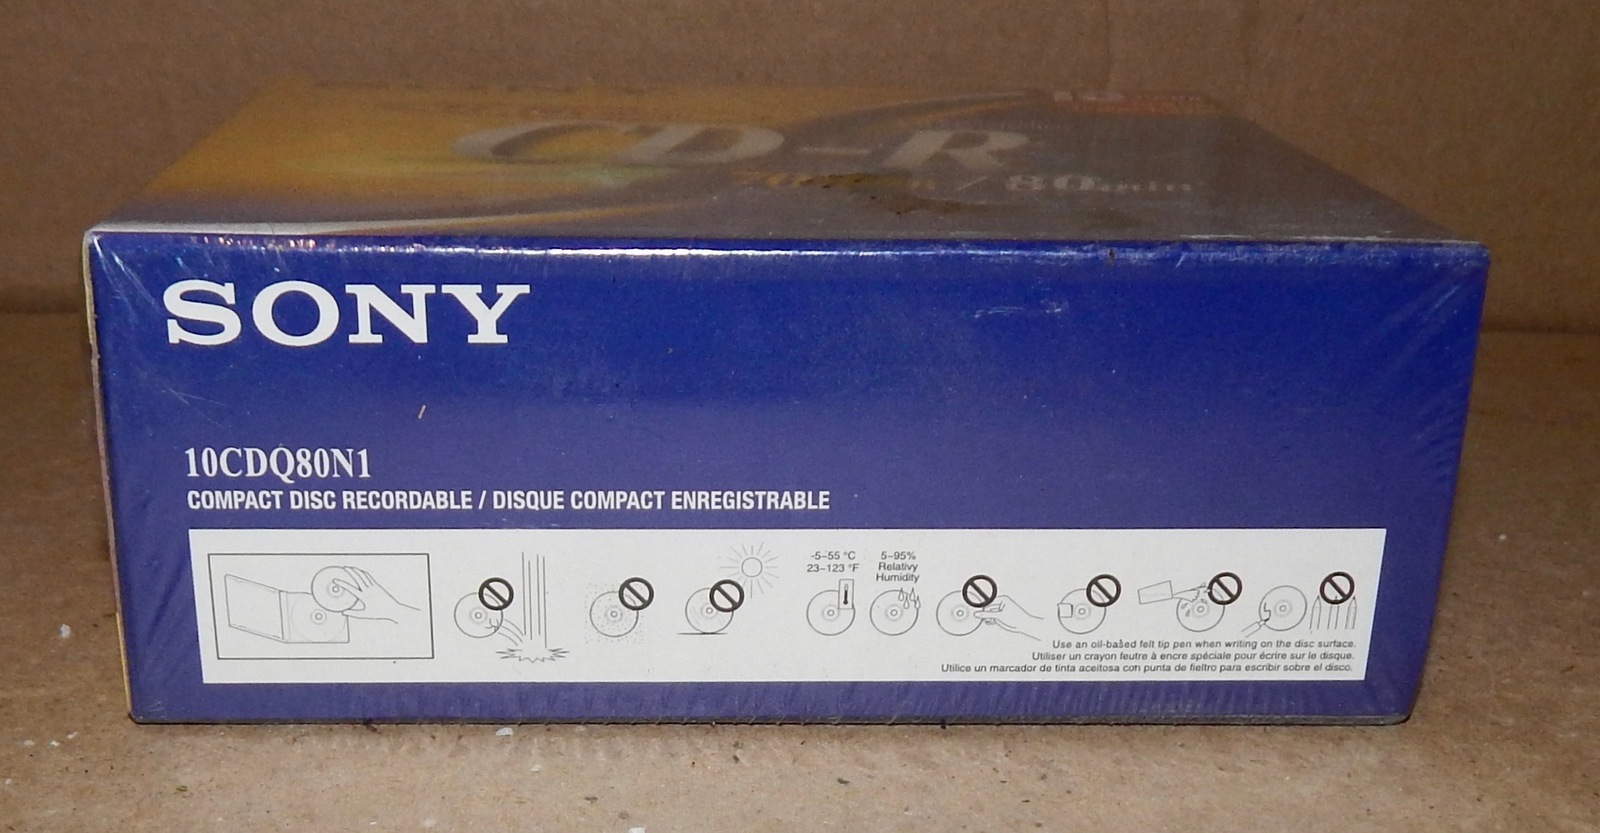 CD-R
/ 80min
SONY
10CDQ80N1
COMPACT DISC RECORDABLE / DISQUE COMPACT ENREGISTRABLE
-5~55 °C
23~123 °F
5~95%
Relativy
Humidity
Use an oil-based felt tip pen when writing on the disc surface.
Utiliser un crayon feutre à encre spéciale pour écrire sur le disque.
Utilice un marcador de tinta aceitosa con punta de fieltro para escribir sobre el disco.